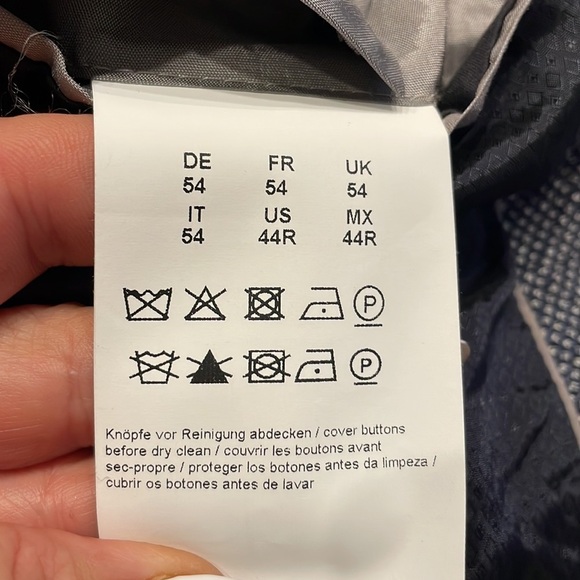 DE FR UK
54 54 54
IT US MX
54 44R 44R
P
P
Knöpfe vor Reinigung abdecken / cover buttons
before dry clean / couvrir les boutons avant
sec-propre / proteger los botones antes da limpeza /
cubrir os botones antes de lavar